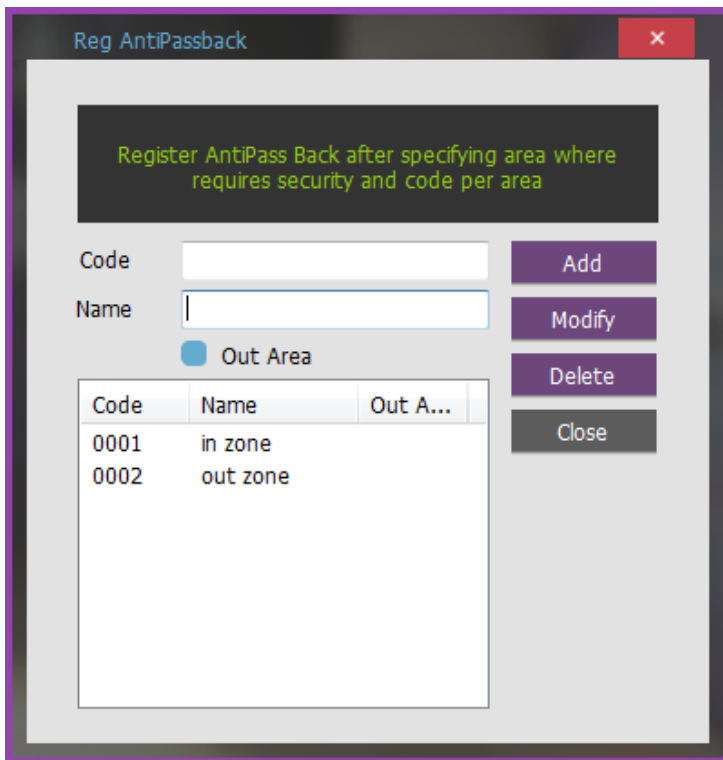 Reg AntiPassback
Register AntiPass Back after specifying area where
requires security and code per area
Code
Add
Name
Modify
Out Area
Delete
Code Name Out A...
Close
0001 in zone
0002 out zone